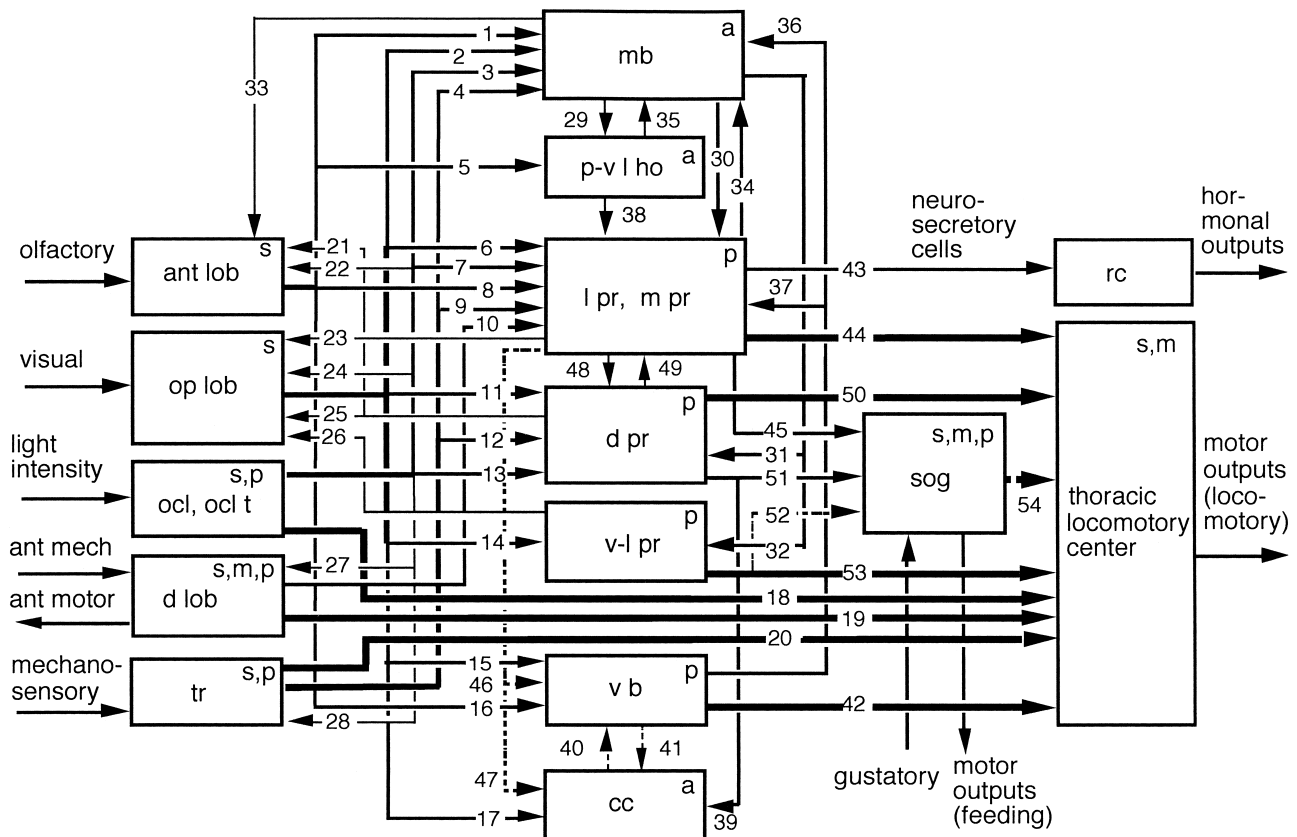 1
36
a
2
mb
3
33
4
29
35
30
a
5
p-v l ho
34
38
neuro-
secretory
cells
hor-
monal
outputs
olfactory
s
21
6
p
ant lob
22
7
43
rc
8
l pr, m pr
37
9
10
visual
s
23
44
s,m
op lob
24
48
49
11
p
50
25
light
intensity
26
12
d pr
45
s,m,p
31
motor
outputs
(loco-
motory)
s,p
13
51
sog
ocl, ocl t
54
thoracic
locomotory
center
p
52
ant mech
14
v-l pr
32
s,m,p
27
53
ant motor
d lob
18
19
20
mechano-
sensory
s,p
15
p
tr
46
v b
28
16
42
40
41
47
a
gustatory
motor
outputs
(feeding)
cc
17
39